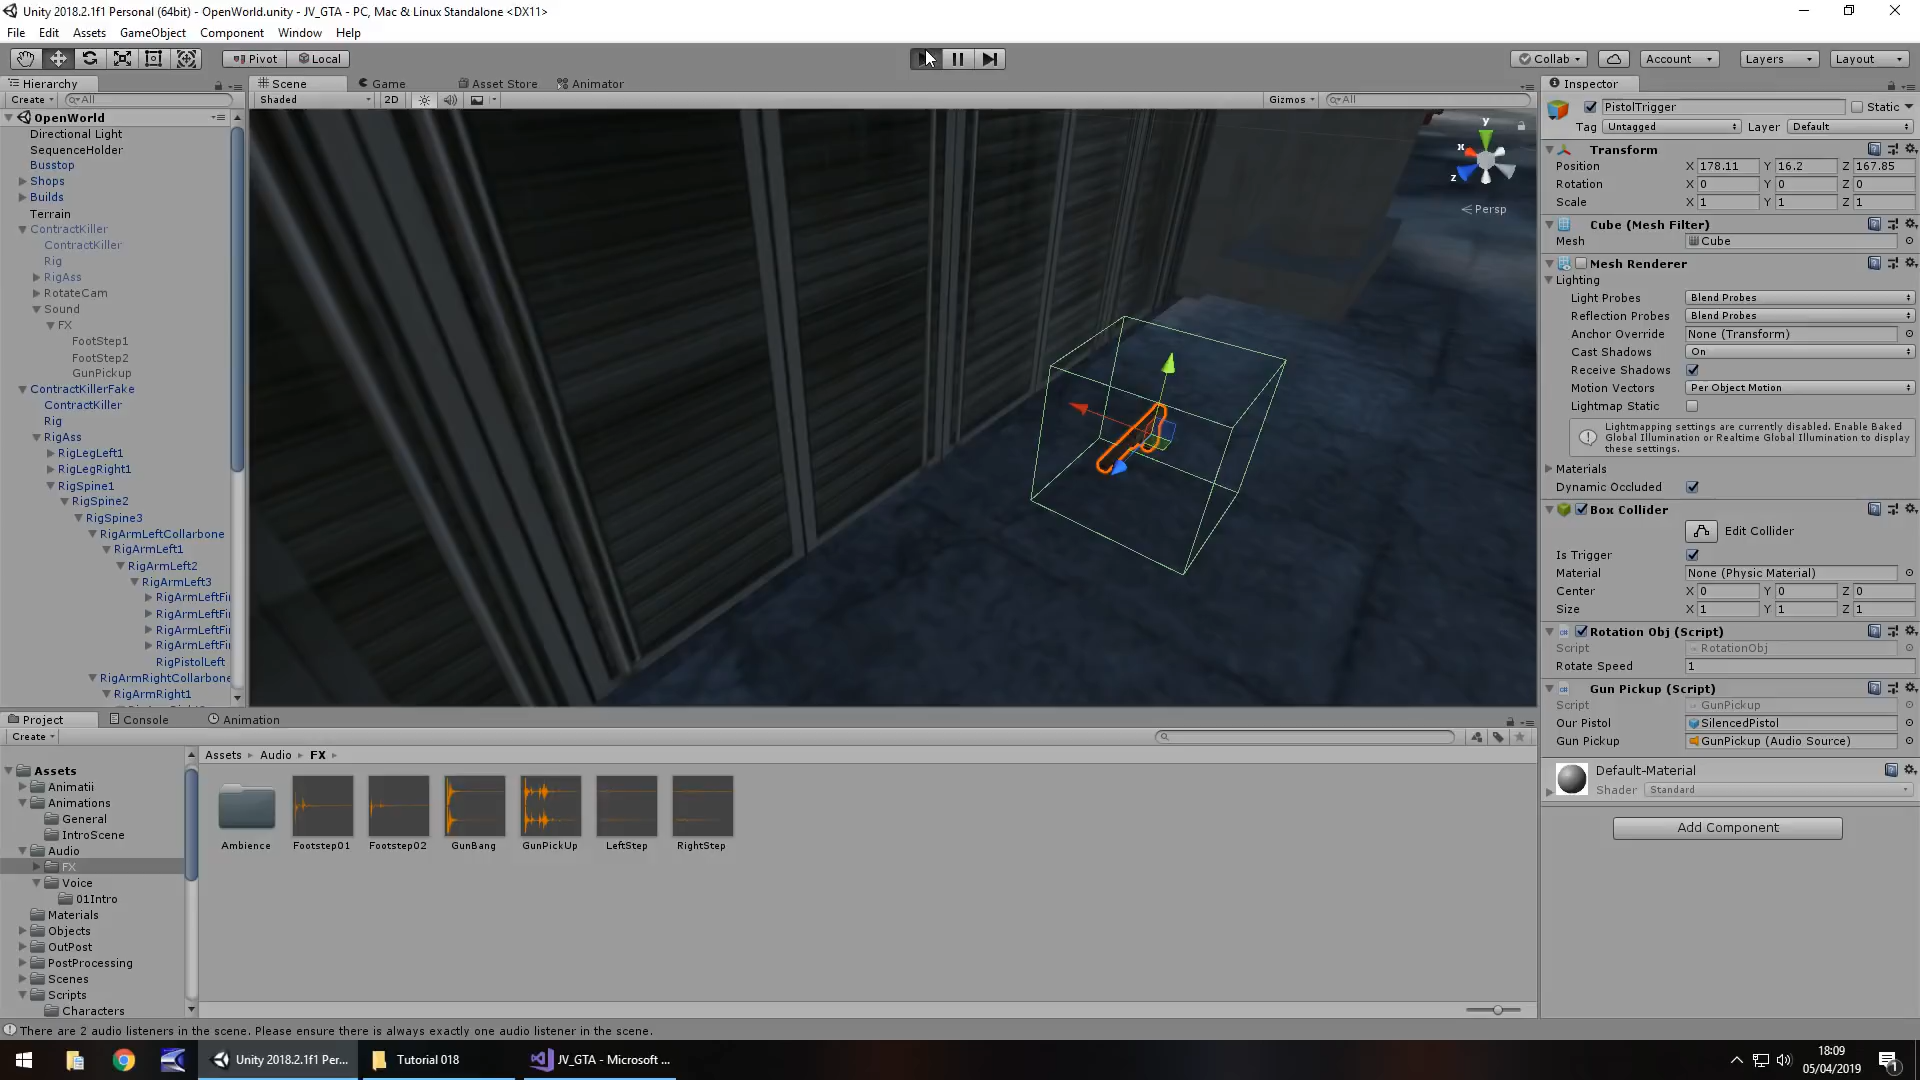 Unity 2018.2.1f1 Personal (64bit) - OpenWorld.unity - JV_GTA - PC, Mac & Linux Standalone <DX11>
File Edit Assets GameObject Component Window Help
Pivot Local Collab Account Layers Layout
Hierarchy
Create All
OpenWorld
Directional Light
SequenceHolder
Busstop
Shops
Builds
Terrain
ContractKiller
ContractKiller
Rig
RigAss
RotateCam
Sound
FX
FootStep1
FootStep2
GunPickup
ContractKillerFake
ContractKiller
Rig
RigAss
RigLegLeft1
RigLegRight1
RigSpine1
RigSpine2
RigSpine3
RigArmLeftCollarbone
RigArmLeft1
RigArmLeft2
RigArmLeft3
RigArmLeftFi
RigArmLeftFi
RigArmLeftFi
RigArmLeftFi
RigPistolLeft
RigArmRightCollarbone
RigArmRight1
Scene Game Asset Store Animator
Shaded 2D Gizmos All
y
x
z
Persp
Inspector
PistolTrigger Static
Tag Untagged Layer Default
Transform
Position X 178.11 Y 16.2 Z 167.85
Rotation X 0 Y 0 Z 0
Scale X 1 Y 1 Z 1
Cube (Mesh Filter)
Mesh Cube
Mesh Renderer
Lighting
Light Probes Blend Probes
Reflection Probes Blend Probes
Anchor Override None (Transform)
Cast Shadows On
Receive Shadows
Motion Vectors Per Object Motion
Lightmap Static
Lightmapping settings are currently disabled. Enable Baked
Global Illumination or Realtime Global Illumination to display
these settings.
Materials
Dynamic Occluded
Box Collider
Edit Collider
Is Trigger
Material None (Physic Material)
Center X 0 Y 0 Z 0
Size X 1 Y 1 Z 1
Rotation Obj (Script)
Script RotationObj
Rotate Speed 1
Gun Pickup (Script)
Script GunPickup
Our Pistol SilencedPistol
Gun Pickup GunPickup (Audio Source)
Default-Material
Shader Standard
Add Component
Project Console Animation
Create
Assets
Animatii
Animations
General
IntroScene
Audio
FX
Voice
01Intro
Materials
Objects
OutPost
PostProcessing
Scenes
Scripts
Characters
Assets Audio FX
Ambience Footstep01 Footstep02 GunBang GunPickUp LeftStep RightStep
There are 2 audio listeners in the scene. Please ensure there is always exactly one audio listener in the scene.
Unity 2018.2.1f1 Per... Tutorial 018 JV_GTA - Microsoft ...
18:09
05/04/2019
1